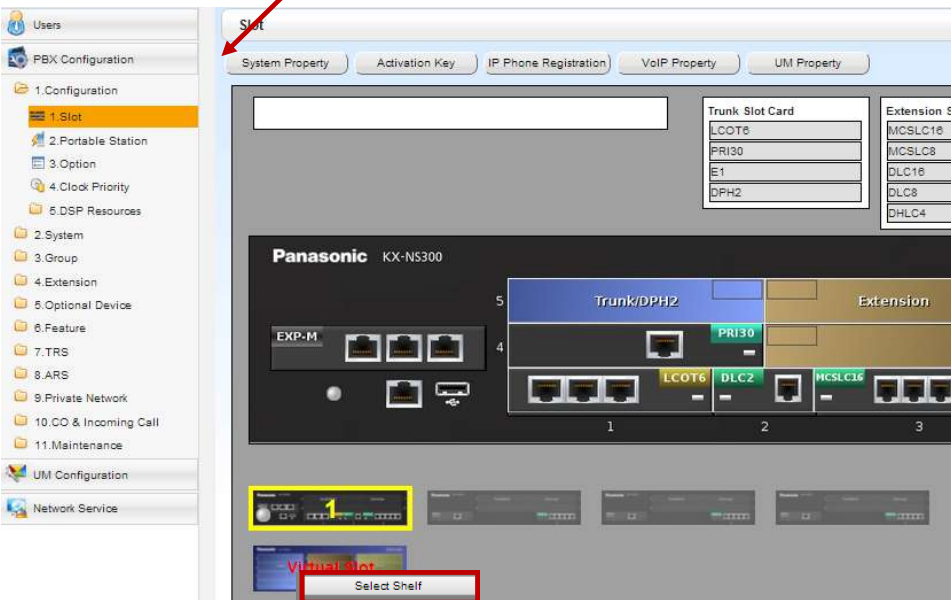 Users
PBX Configuration
1.Configuration
1.Slot
2.Portable Station
3.Option
4.Clock Priority
5.DSP Resources
2.System
3.Group
4.Extension
5.Optional Device
6.Feature
7.TRS
8.ARS
9.Private Network
10.CO & Incoming Call
11.Maintenance
UM Configuration
Network Service
Slot
System Property
Activation Key
IP Phone Registration
VoIP Property
UM Property
Trunk Slot Card
LCOT6
PRI30
E1
DPH2
Extension S
MCSLC16
MCSLC8
DLC16
DLC8
DHLC4
Panasonic KX-NS300
5 Trunk/DPH2 Extension
EXP-M
4 PRI30
LCOT6 DLC2 MCSLC16
1 2 3
1
Virtual Slot
Select Shelf